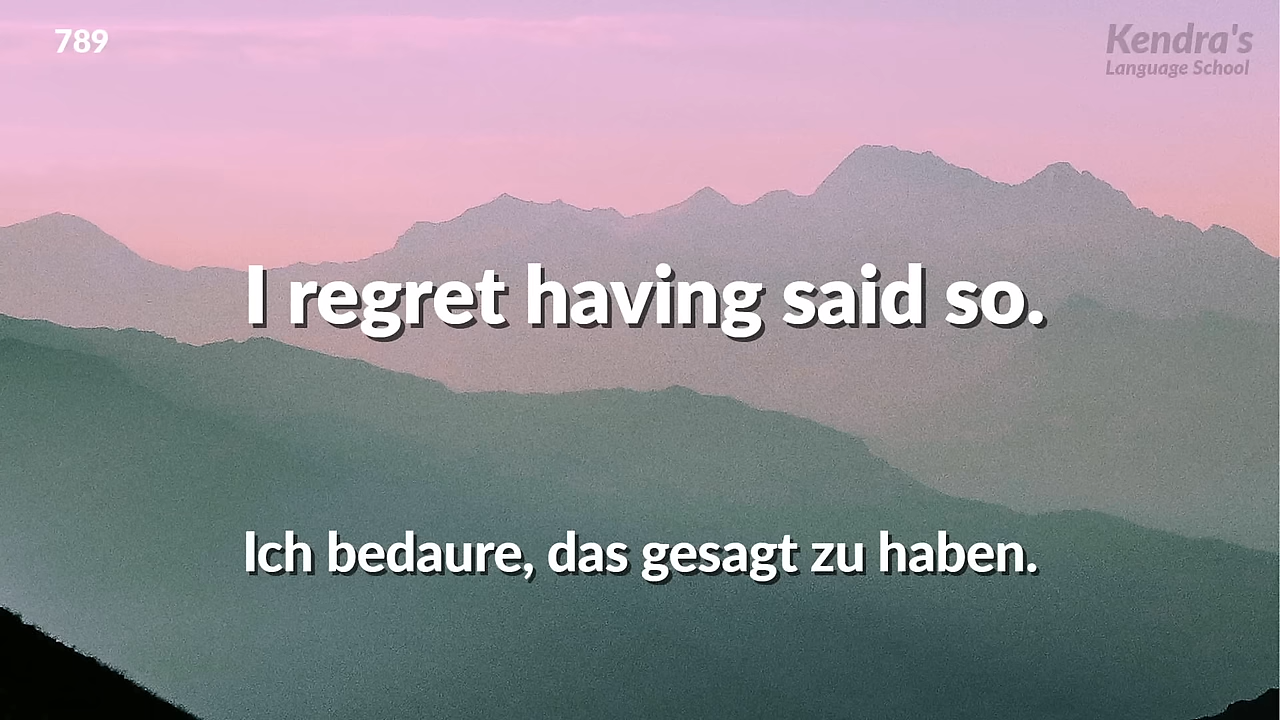 789
Kendra's
Language School
I regret having said so.
Ich bedaure, das gesagt zu haben.